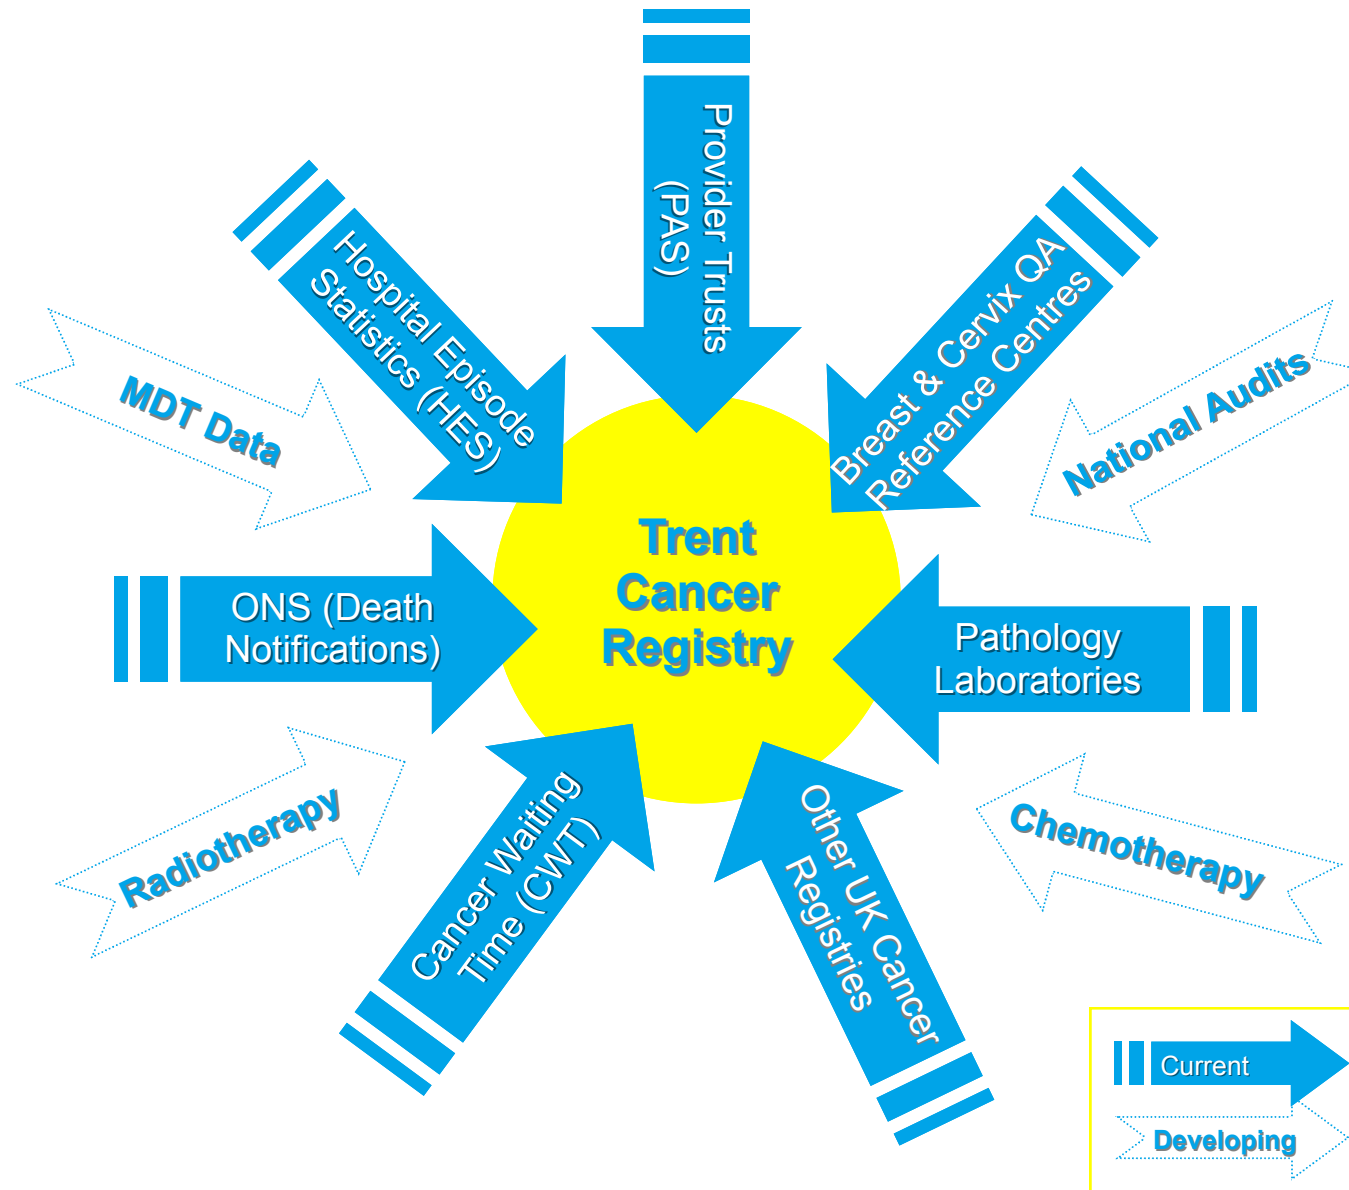 Provider Trusts
(PAS)
Hospital Episode
Statistics (HES)
Breast & Cervix QA
Reference Centres
MDT Data
National Audits
Trent
Cancer
Registry
ONS (Death
Notifications)
Pathology
Laboratories
Radiotherapy
Cancer Waiting
Time (CWT)
Other UK Cancer
Registries
Chemotherapy
Current
Developing